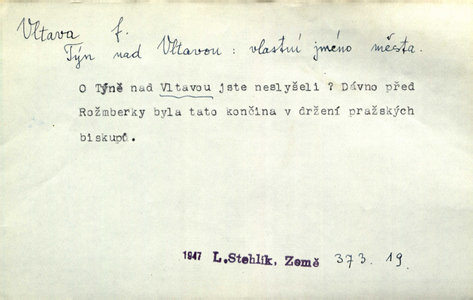 Vltava f.
Týn nad Vltavou : vlastní jméno města.
O Týně nad Vltavou jste neslyšeli ? Dávno před
Rožmberky byla tato končina v držení pražských
biskupů.
1947 L.Stehlík, Země 373. 19.